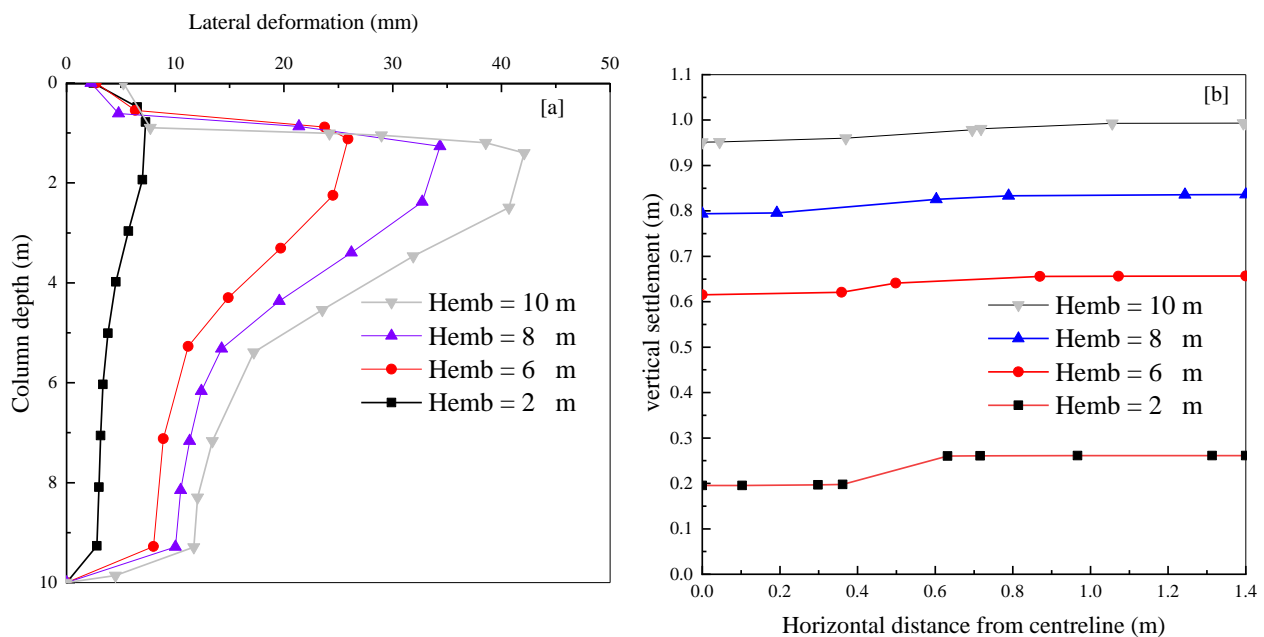 Lateral deformation (mm)
0 10 20 30 40 50
[a]
0
2
4
6
8
10
Column depth (m)
Hemb = 10 m
Hemb = 8 m
Hemb = 6 m
Hemb = 2 m
[b]
1.1
1.0
0.9
0.8
0.7
0.6
0.5
0.4
0.3
0.2
0.1
0.0
vertical settlement (m)
Hemb = 10 m
Hemb = 8 m
Hemb = 6 m
Hemb = 2 m
0.0 0.2 0.4 0.6 0.8 1.0 1.2 1.4
Horizontal distance from centreline (m)